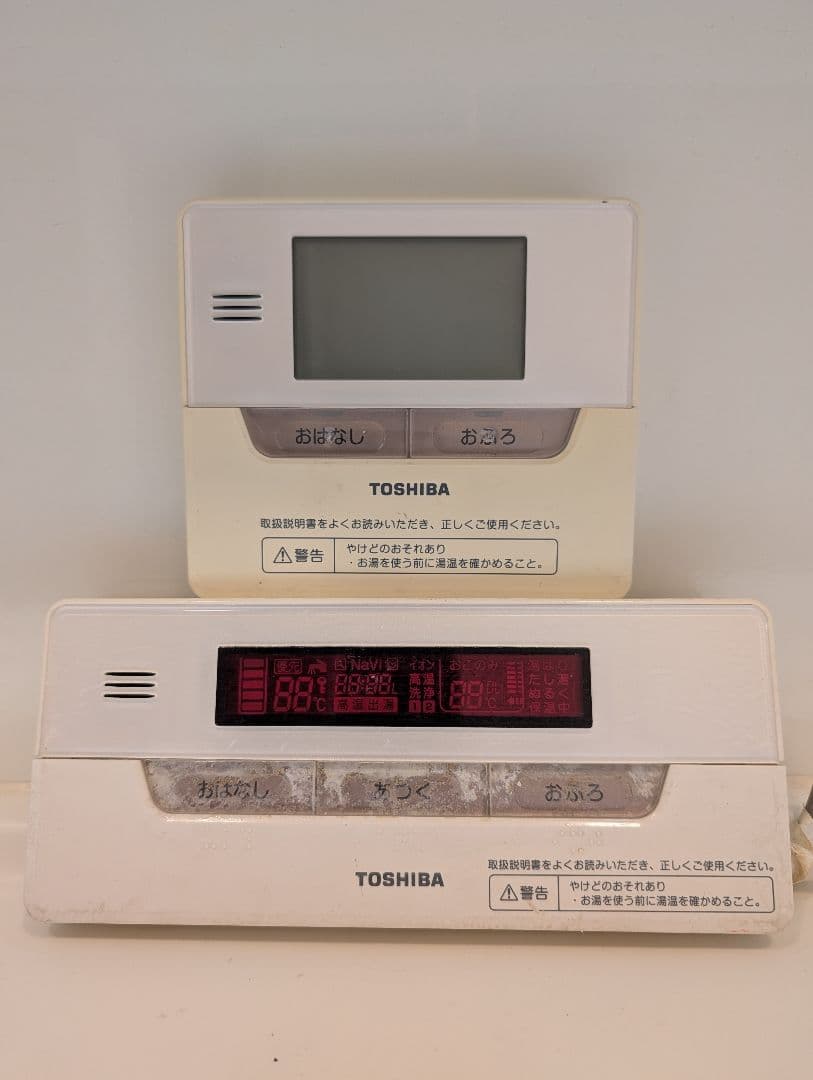 おはなし
おふろ
TOSHIBA
取扱説明書をよくお読みいただき、正しくご使用ください。
警告
やけどのおそれあり
・お湯を使う前に湯温を確かめること。
優先
NaVi
イオン
高温
洗浄
1 2
88℃
高温出湯
おこのみ
88
℃
湯はり
たし湯
ぬるく
保温中
おはなし
あつく
おふろ
TOSHIBA
取扱説明書をよくお読みいただき、正しくご使用ください。
警告
やけどのおそれあり
・お湯を使う前に湯温を確かめること。